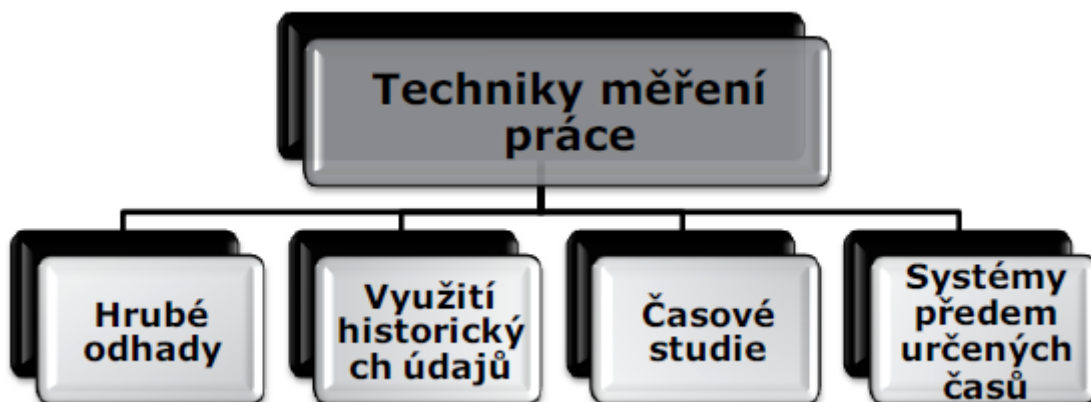 Techniky měření
práce
Hrubé
odhady
Využití
historický
ch údajů
Časové
studie
Systémy
předem
určených
časů